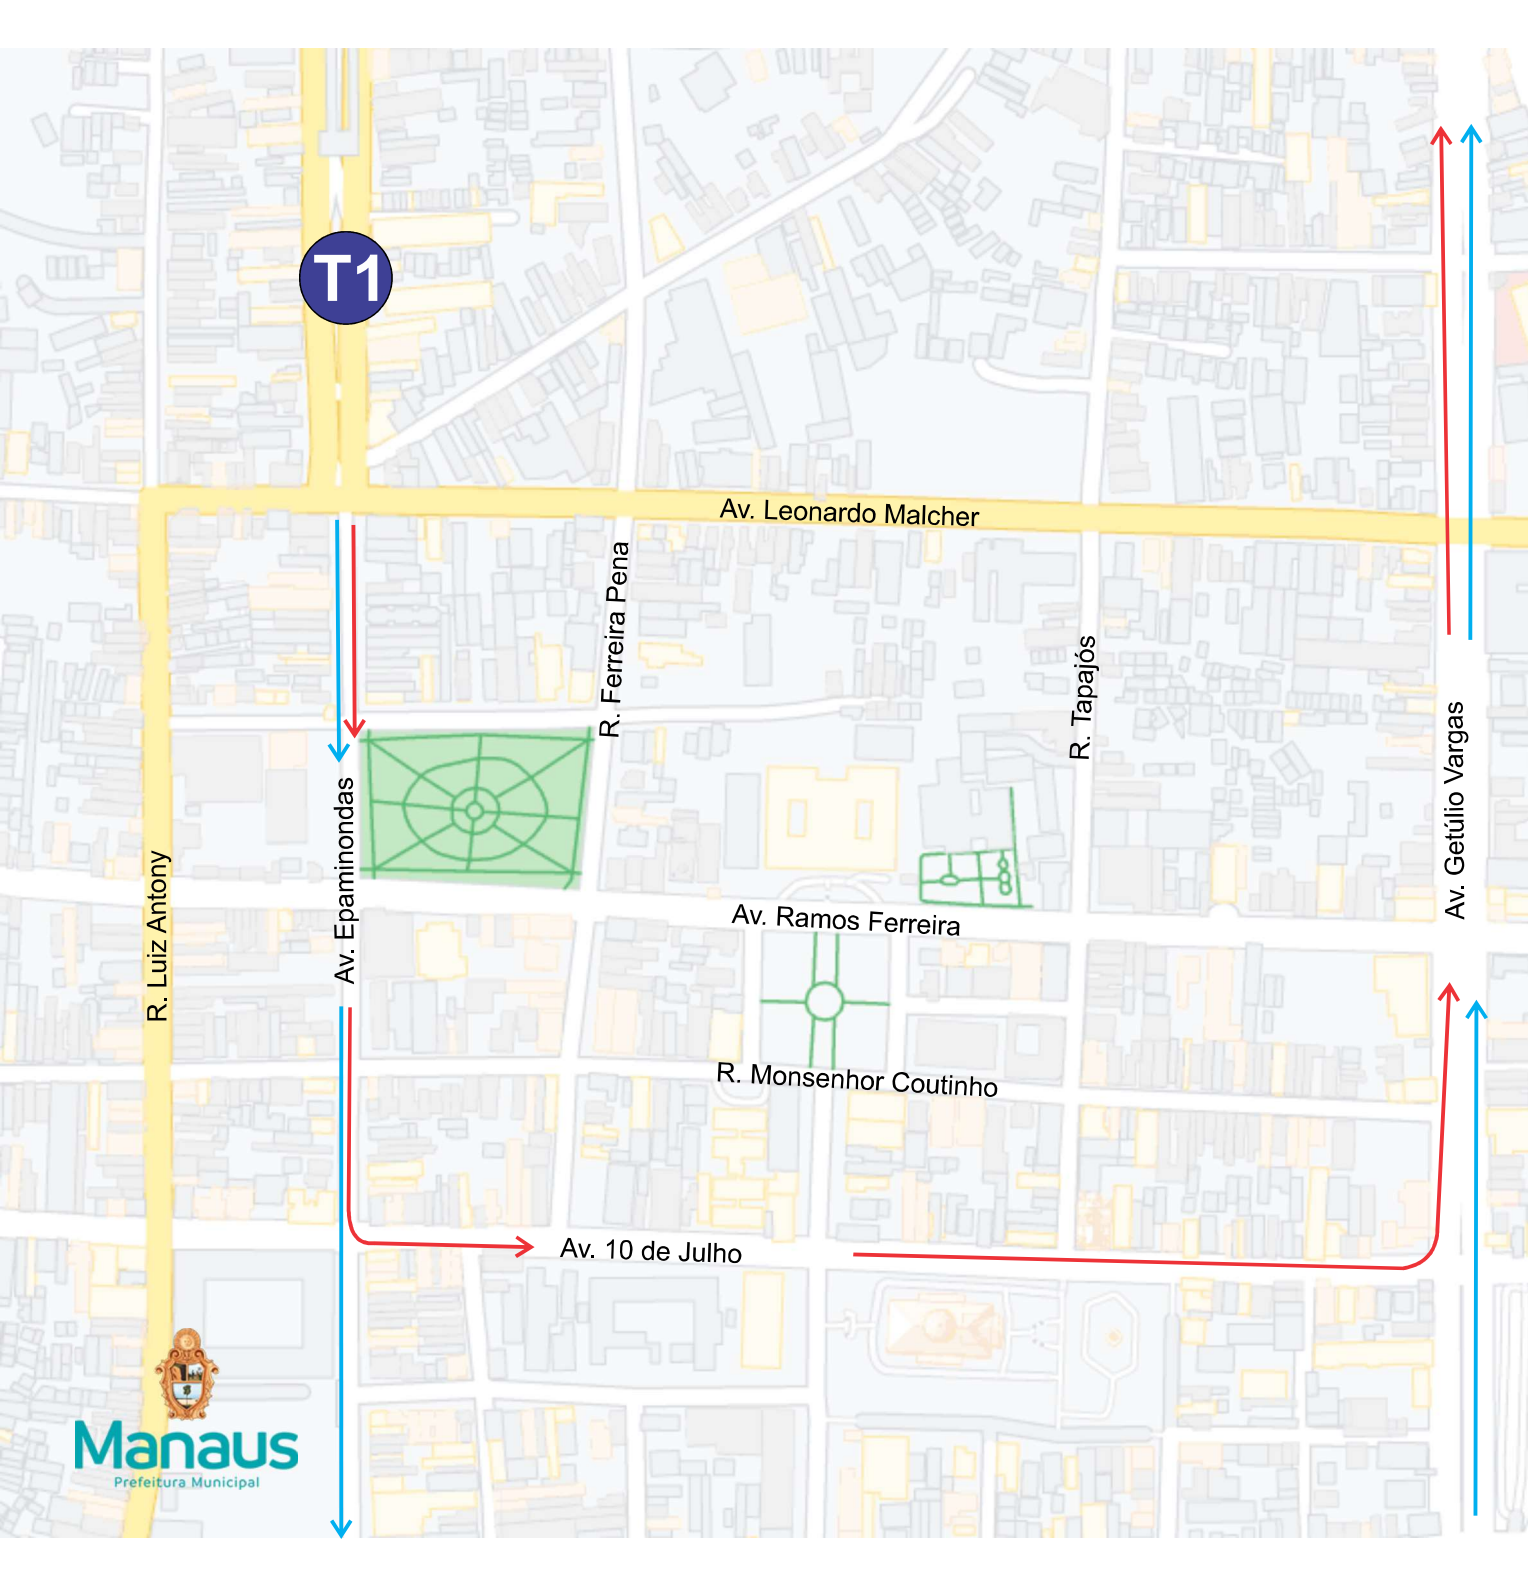 T1
Av. Leonardo Malcher
R. Ferreira Pena
R. Tapajós
Av. Getúlio Vargas
Av. Epaminondas
R. Luiz Antony
Av. Ramos Ferreira
R. Monsenhor Coutinho
Av. 10 de Julho
Manaus
Prefeitura Municipal